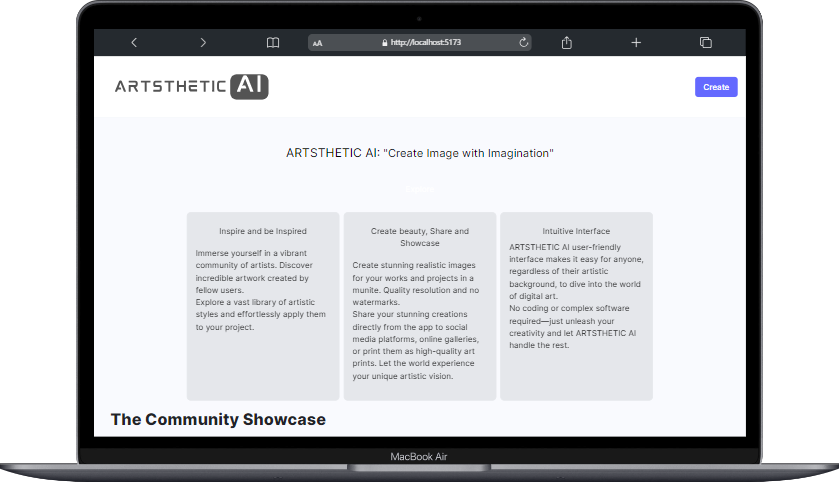 AA http://localhost:5173
ARTSTHETIC AI
Create
ARTSTHETIC AI: "Create Image with Imagination"
Inspire and be Inspired
Immerse yourself in a vibrant
community of artists. Discover
incredible artwork created by
fellow users.
Explore a vast library of artistic
styles and effortlessly apply them
to your project.
Create beauty, Share and
Showcase
Create stunning realistic images
for your works and projects in a
munite. Quality resolution and no
watermarks.
Share your stunning creations
directly from the app to social
media platforms, online galleries,
or print them as high-quality art
prints. Let the world experience
your unique artistic vision.
Intuitive Interface
ARTSTHETIC AI user-friendly
interface makes it easy for anyone,
regardless of their artistic
background, to dive into the world
of digital art.
No coding or complex software
required—just unleash your
creativity and let ARTSTHETIC AI
handle the rest.
The Community Showcase
MacBook Air